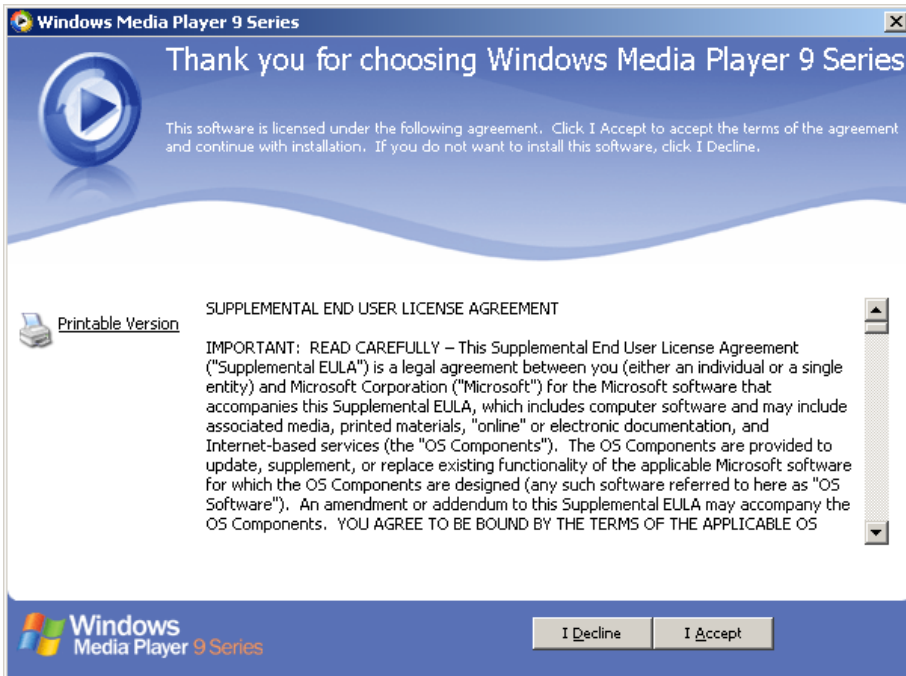 Windows Media Player 9 Series
Thank you for choosing Windows Media Player 9 Series
This software is licensed under the following agreement.  Click I Accept to accept the terms of the agreement
and continue with installation.  If you do not want to install this software, click I Decline.
Printable Version
SUPPLEMENTAL END USER LICENSE AGREEMENT
IMPORTANT:  READ CAREFULLY – This Supplemental End User License Agreement
("Supplemental EULA") is a legal agreement between you (either an individual or a single
entity) and Microsoft Corporation ("Microsoft") for the Microsoft software that
accompanies this Supplemental EULA, which includes computer software and may include
associated media, printed materials, "online" or electronic documentation, and
Internet-based services (the "OS Components").  The OS Components are provided to
update, supplement, or replace existing functionality of the applicable Microsoft software
for which the OS Components are designed (any such software referred to here as "OS
Software").  An amendment or addendum to this Supplemental EULA may accompany the
OS Components.  YOU AGREE TO BE BOUND BY THE TERMS OF THE APPLICABLE OS
Windows
Media Player 9 Series
I Decline
I Accept